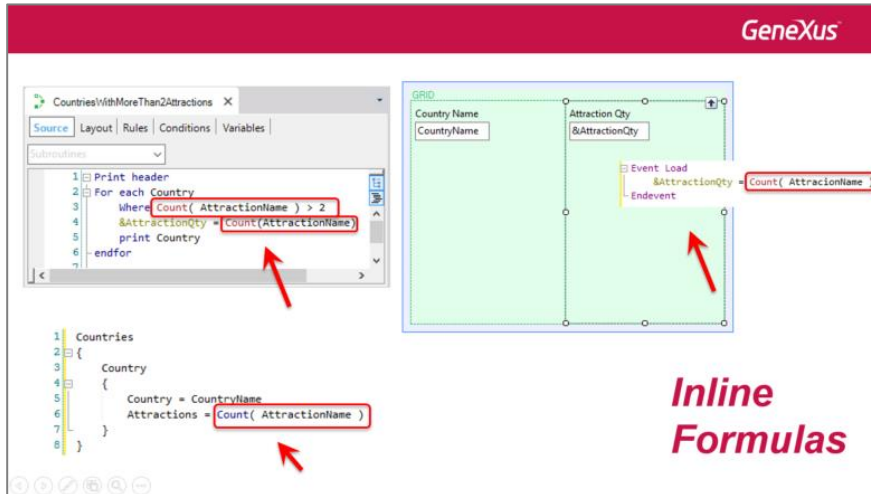 GeneXus
CountriesWithMoreThan2Attractions X
Source Layout Rules Conditions Variables
Subroutines
1 Print header
2 For each Country
3 Where Count( AttractionName ) > 2
4 &AttractionQty = Count(AttractionName)
5 print Country
6 endfor
7
GRID
Country Name Attraction Qty
CountryName &AttractionQty
Event Load
&AttractionQty = Count( AttracionName )
Endevent
1 Countries
2 {
3 Country
4 {
5 Country = CountryName
6 Attractions = Count( AttractionName )
7 }
8 }
Inline
Formulas